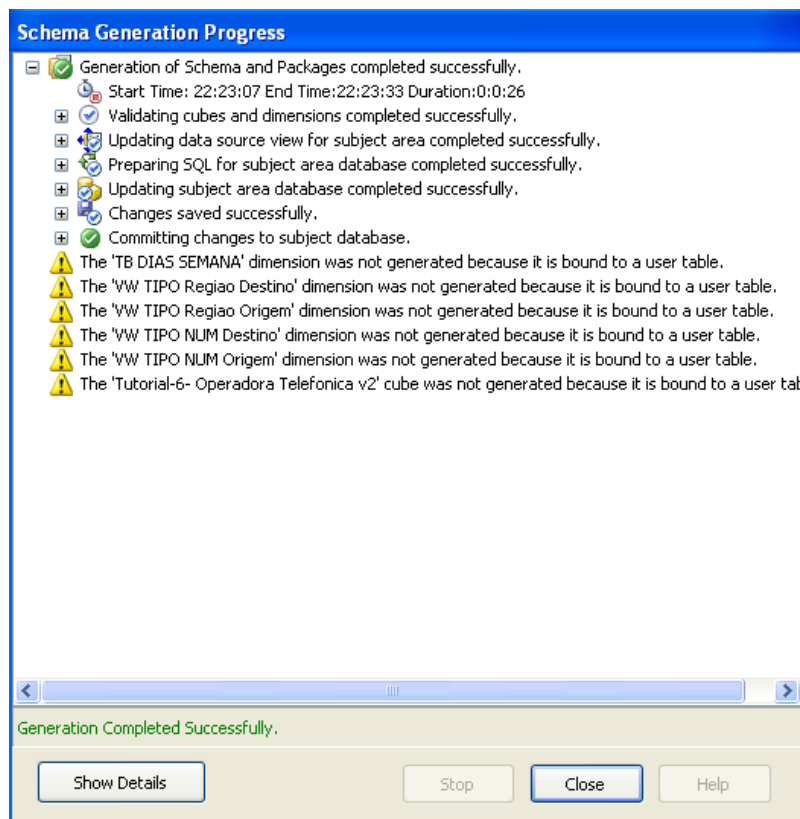 Schema Generation Progress
Generation of Schema and Packages completed successfully.
Start Time: 22:23:07 End Time:22:23:33 Duration:0:0:26
Validating cubes and dimensions completed successfully.
Updating data source view for subject area completed successfully.
Preparing SQL for subject area database completed successfully.
Updating subject area database completed successfully.
Changes saved successfully.
Committing changes to subject database.
The 'TB DIAS SEMANA' dimension was not generated because it is bound to a user table.
The 'VW TIPO Regiao Destino' dimension was not generated because it is bound to a user table.
The 'VW TIPO Regiao Origem' dimension was not generated because it is bound to a user table.
The 'VW TIPO NUM Destino' dimension was not generated because it is bound to a user table.
The 'VW TIPO NUM Origem' dimension was not generated because it is bound to a user table.
The 'Tutorial-6- Operadora Telefonica v2' cube was not generated because it is bound to a user tab
Generation Completed Successfully.
Show Details Stop Close Help